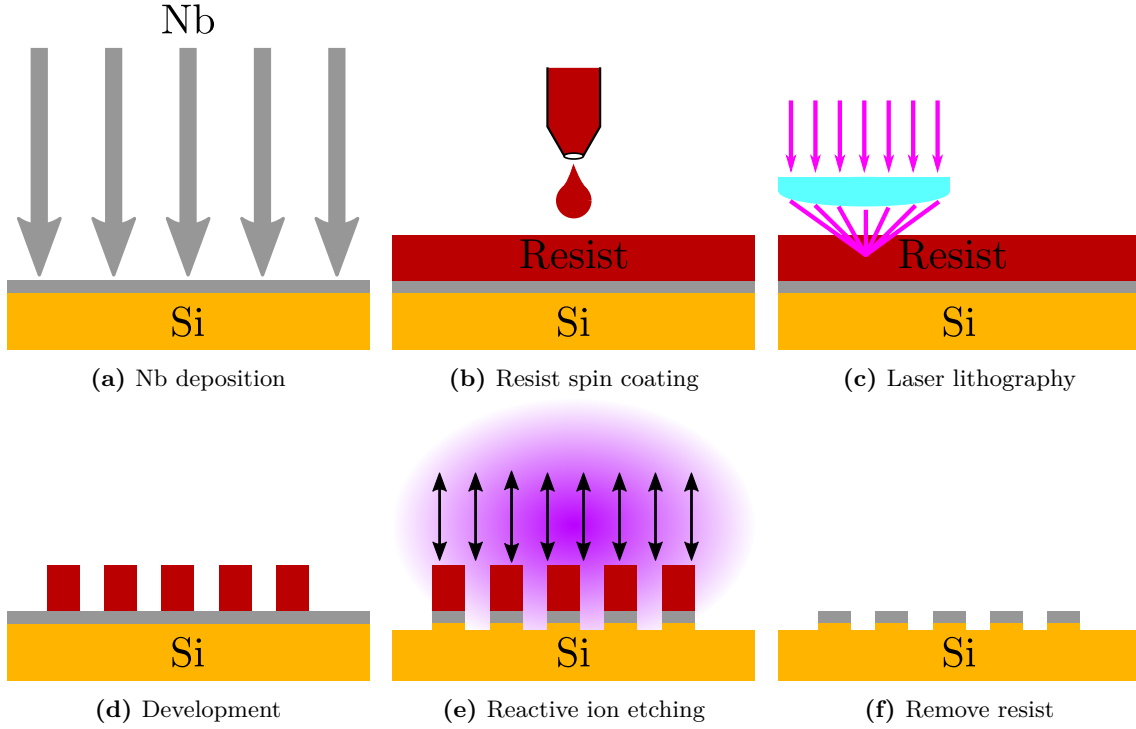 Nb
Si
(a) Nb deposition
Resist
Si
(b) Resist spin coating
Resist
Si
(c) Laser lithography
Si
(d) Development
Si
(e) Reactive ion etching
Si
(f) Remove resist